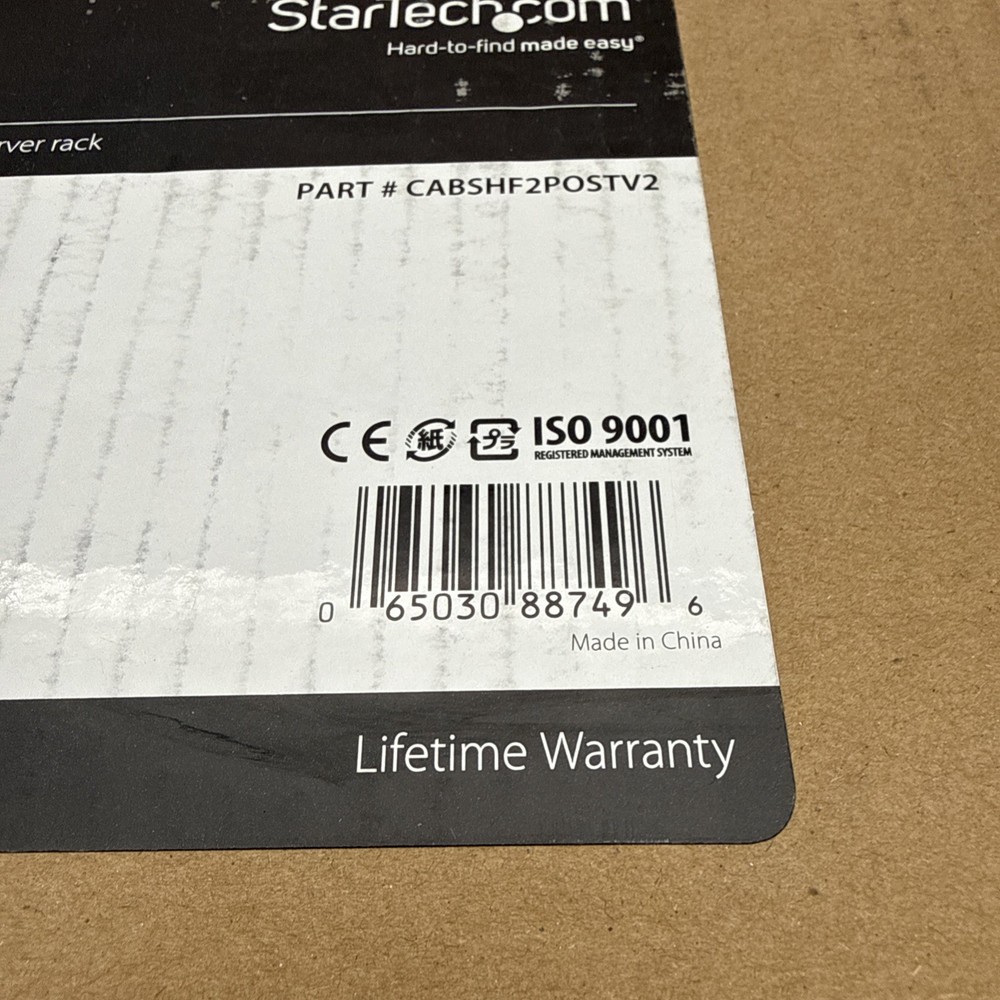 StarTech.com
Hard-to-find made easy®
rver rack
PART # CABSHF2POSTV2
CE 紙 プラ ISO 9001
REGISTERED MANAGEMENT SYSTEM
0 65030 88749 6
Made in China
Lifetime Warranty